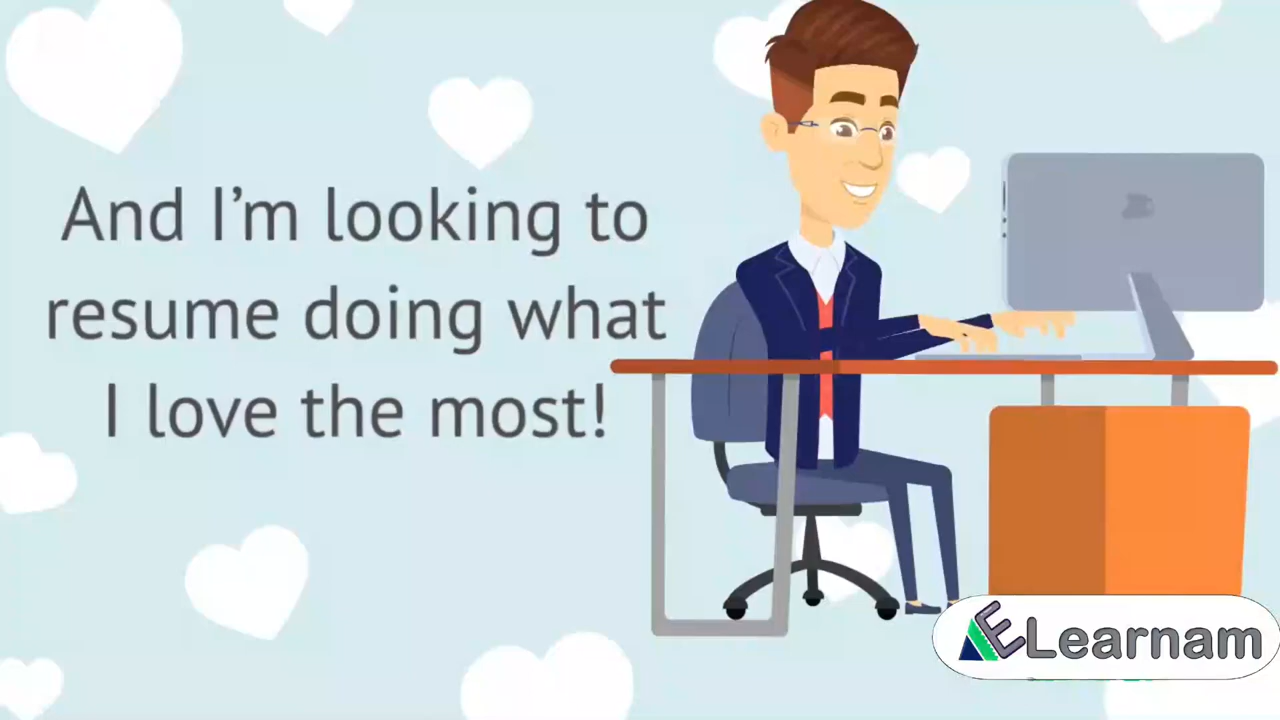 And I'm looking to
resume doing what
I love the most!
ELearnam